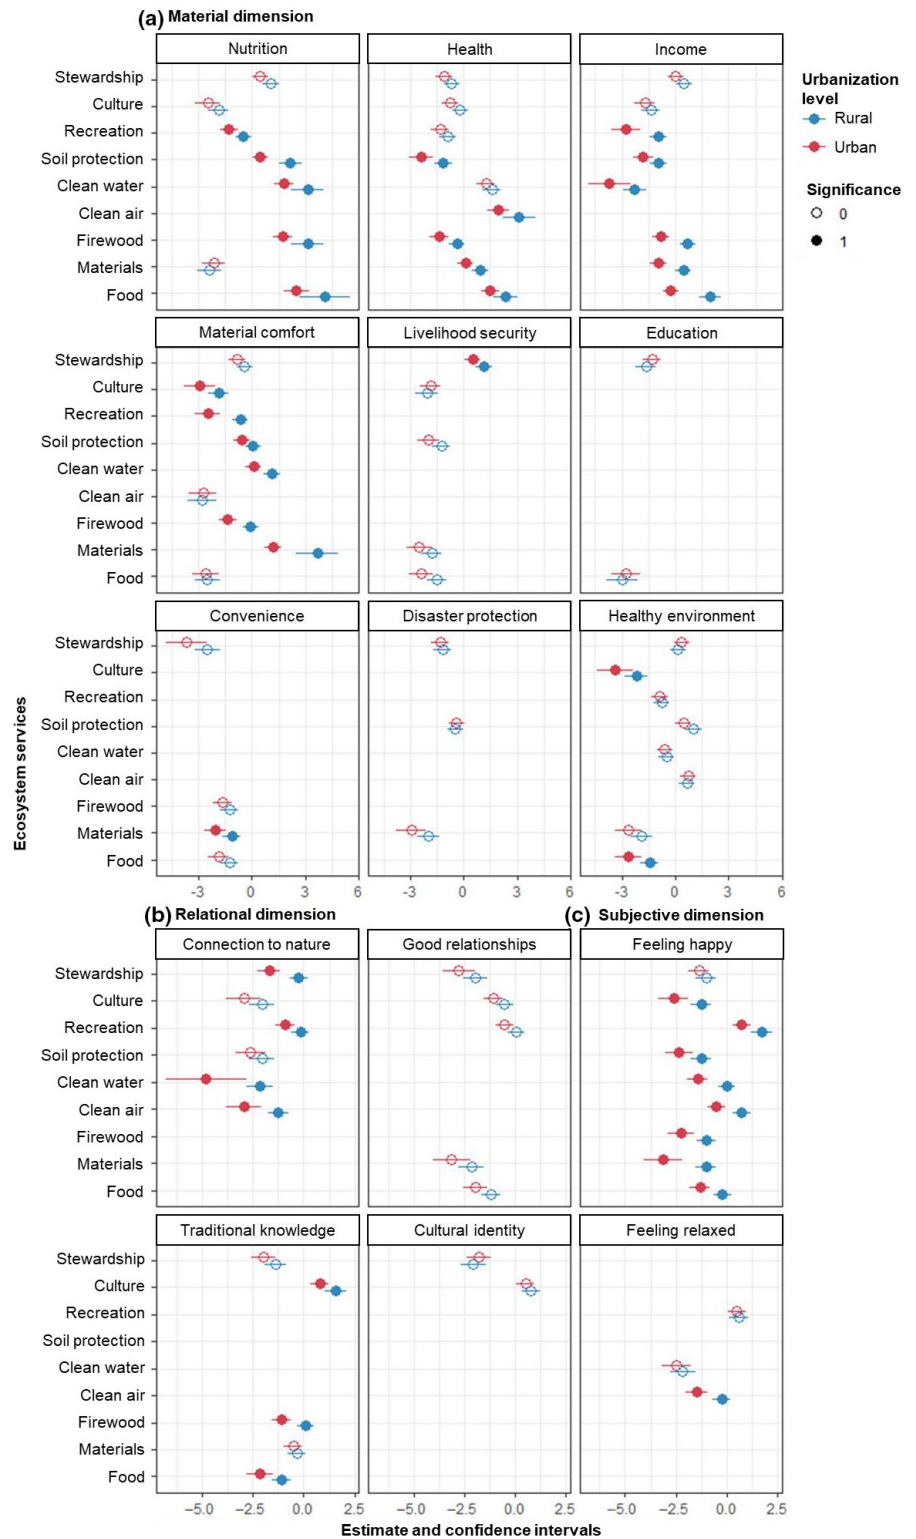 (a) Material dimension
Nutrition Health Income
Stewardship
Culture
Recreation
Soil protection
Clean water
Clean air
Firewood
Materials
Food
Urbanization
level
Rural
Urban
Significance
0
1
Material comfort Livelihood security Education
Stewardship
Culture
Recreation
Soil protection
Clean water
Clean air
Firewood
Materials
Food
Convenience Disaster protection Healthy environment
Stewardship
Culture
Recreation
Soil protection
Clean water
Clean air
Firewood
Materials
Food
-3 0 3 6 -3 0 3 6 -3 0 3 6
Ecosystem services
(b) Relational dimension (c) Subjective dimension
Connection to nature Good relationships Feeling happy
Stewardship
Culture
Recreation
Soil protection
Clean water
Clean air
Firewood
Materials
Food
Traditional knowledge Cultural identity Feeling relaxed
Stewardship
Culture
Recreation
Soil protection
Clean water
Clean air
Firewood
Materials
Food
−5.0 −2.5 0.0 2.5 −5.0 −2.5 0.0 2.5 −5.0 −2.5 0.0 2.5
Estimate and confidence intervals